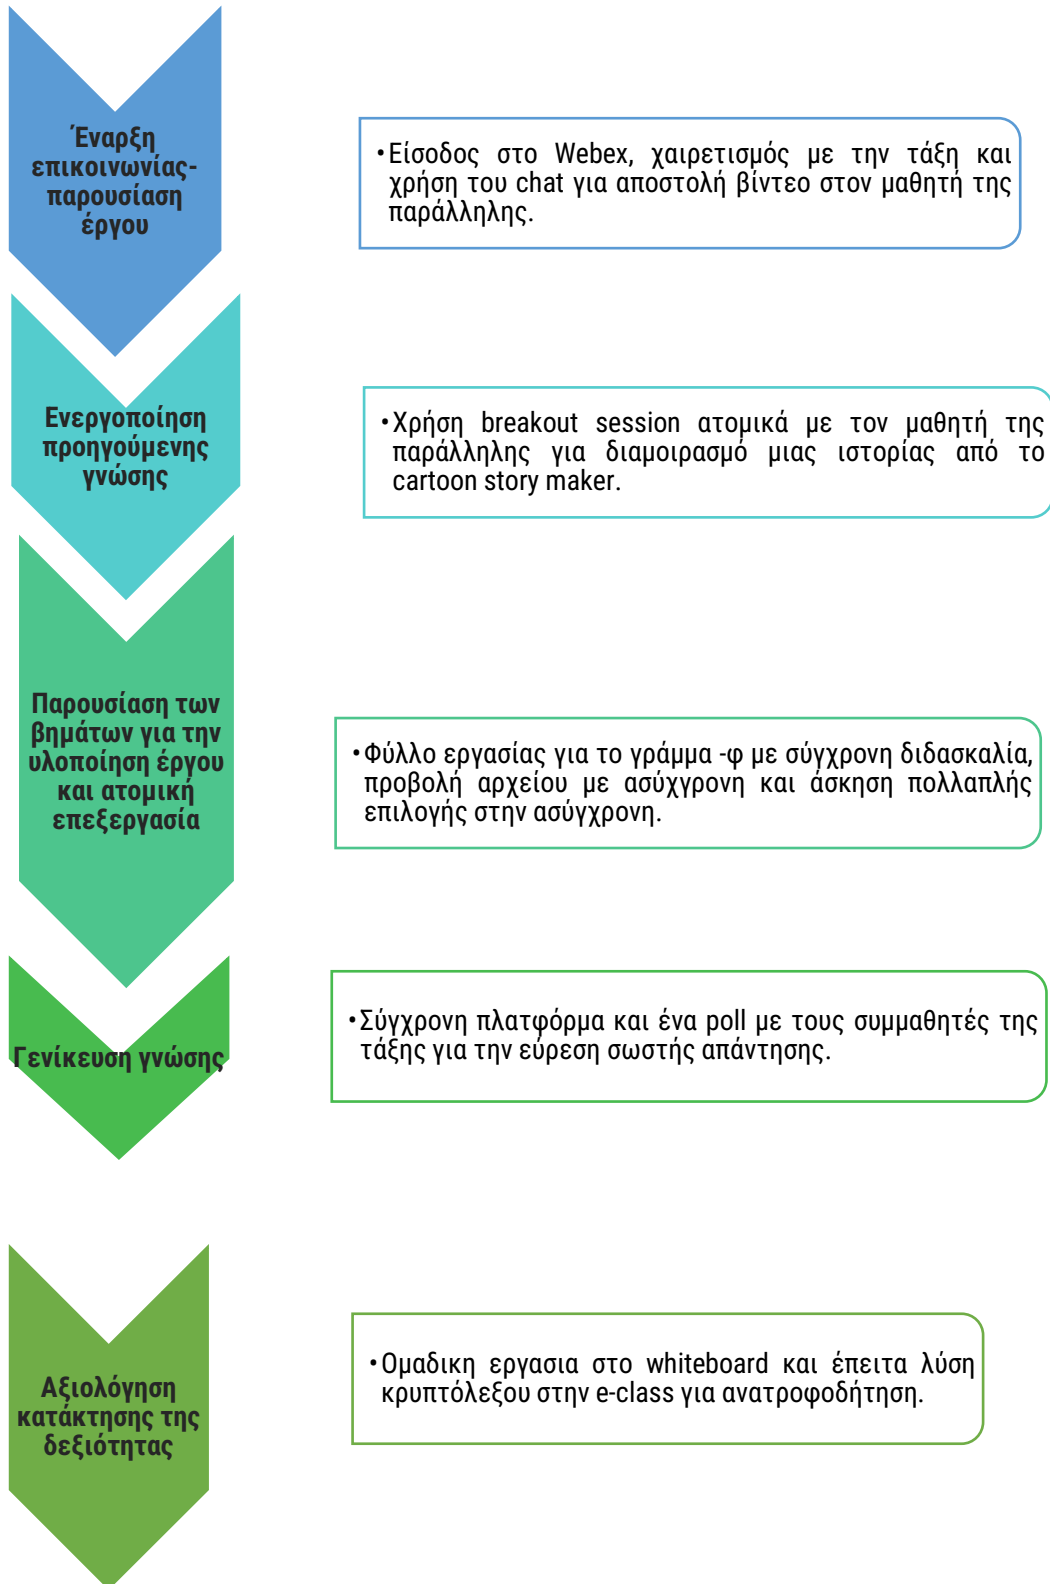 Έναρξη
επικοινωνίας-
παρουσίαση
έργου
•Είσοδος στο Webex, χαιρετισμός με την τάξη και
χρήση του chat για αποστολή βίντεο στον μαθητή της
παράλληλης.
Ενεργοποίηση
προηγούμενης
γνώσης
•Χρήση breakout session ατομικά με τον μαθητή της
παράλληλης για διαμοιρασμό μιας ιστορίας από το
cartoon story maker.
Παρουσίαση των
βημάτων για την
υλοποίηση έργου
και ατομική
επεξεργασία
•Φύλλο εργασίας για το γράμμα -φ με σύγχρονη διδασκαλία,
προβολή αρχείου με ασύχγρονη και άσκηση πολλαπλής
επιλογής στην ασύγχρονη.
Γενίκευση γνώσης
•Σύγχρονη πλατφόρμα και ένα poll με τους συμμαθητές της
τάξης για την εύρεση σωστής απάντησης.
Αξιολόγηση
κατάκτησης της
δεξιότητας
•Ομαδικη εργασια στο whiteboard και έπειτα λύση
κρυπτόλεξου στην e-class για ανατροφοδήτηση.